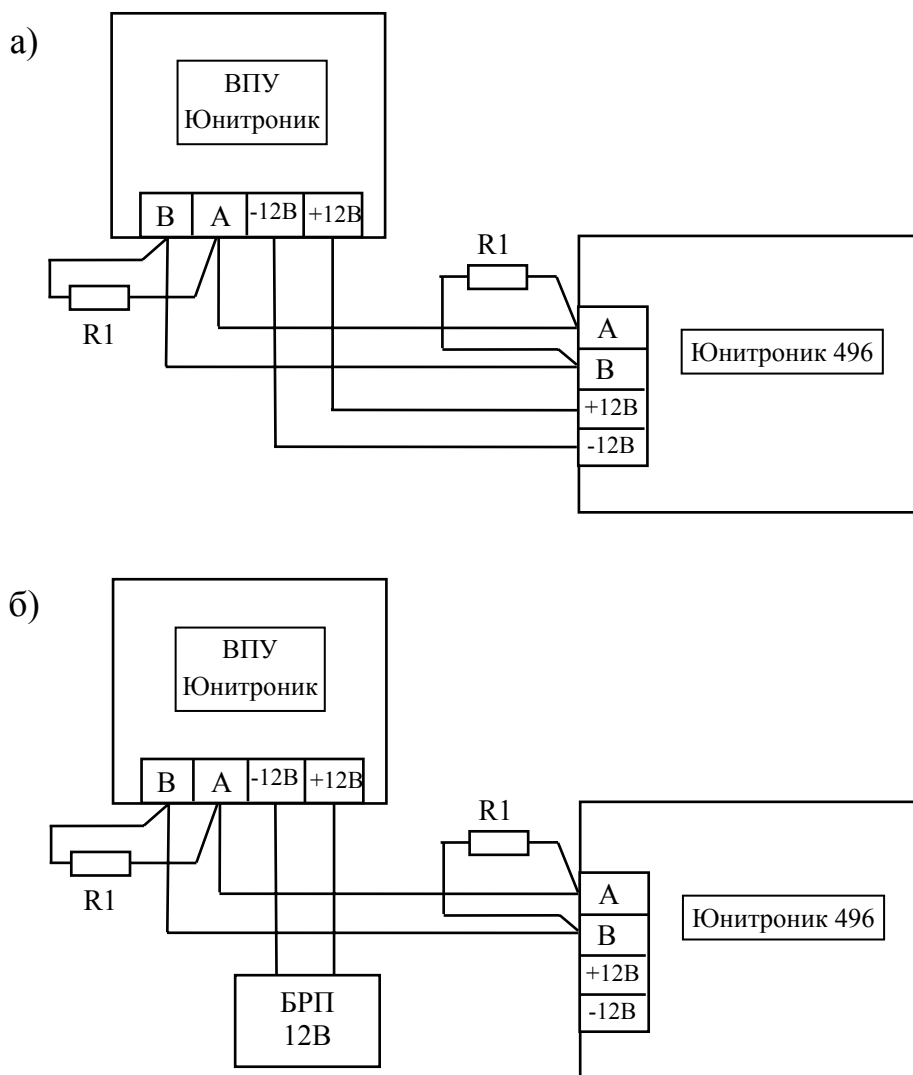 а)
ВПУ
Юнитроник
В
А
-12В
+12В
R1
R1
А
В
+12В
-12В
Юнитроник 496
б)
ВПУ
Юнитроник
В
А
-12В
+12В
R1
R1
А
В
+12В
-12В
Юнитроник 496
БРП
12В